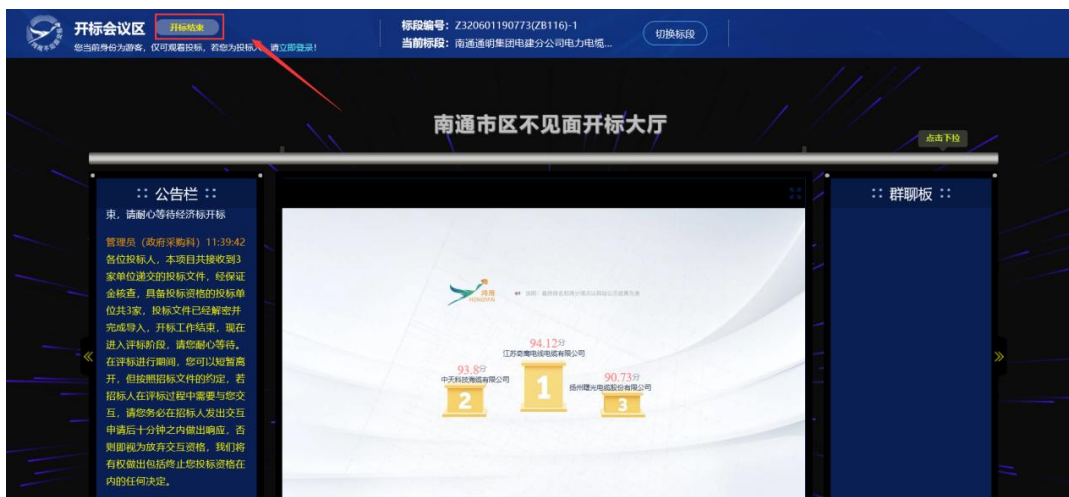 开标会议区 开标结束
您当前身份为游客，仅可观看投标，若您为投标人，请立即登录！
标段编号：Z320601190773(ZB116)-1
当前标段：南通通明集团电建分公司电力电缆...
切换标段
南通市区不见面开标大厅
点击下拉
公告栏
束，请耐心等待经济标开标
管理员（政府采购科）11:39:42
各位投标人，本项目共接收到3
家单位递交的投标文件，经保证
金核查，具备投标资格的投标单
位共3家，投标文件已经解密并
完成导入，开标工作结束，现在
进入评标阶段，请您耐心等待。
在评标进行期间，您可以短暂离
开，但按照招标文件的约定，若
招标人在评标过程中需要与您交
互，请您务必在招标人发出交互
申请后十分钟之内做出响应，否
则即视为放弃交互资格，我们将
有权做出包括终止您投标资格在
内的任何决定。
94.12分
江苏奇鹰电线电缆有限公司
93.8分
中天科技海缆有限公司
90.73分
扬州曙光电缆股份有限公司
1
2
3
群聊板